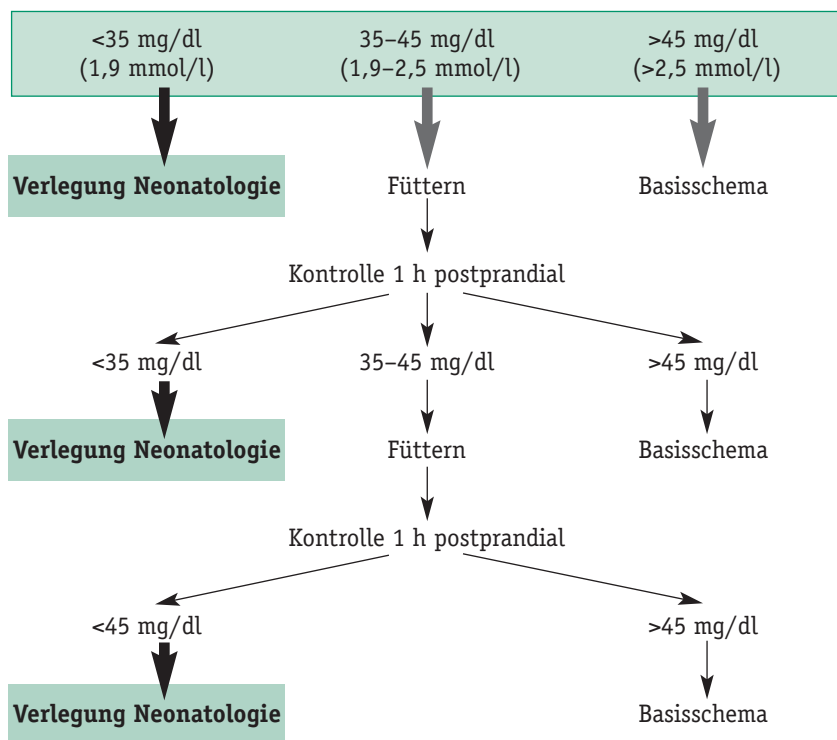 <35 mg/dl
(1,9 mmol/l)
35–45 mg/dl
(1,9–2,5 mmol/l)
>45 mg/dl
(>2,5 mmol/l)
Verlegung Neonatologie
Füttern
Basisschema
Kontrolle 1 h postprandial
<35 mg/dl
35–45 mg/dl
>45 mg/dl
Verlegung Neonatologie
Füttern
Basisschema
Kontrolle 1 h postprandial
<45 mg/dl
>45 mg/dl
Verlegung Neonatologie
Basisschema